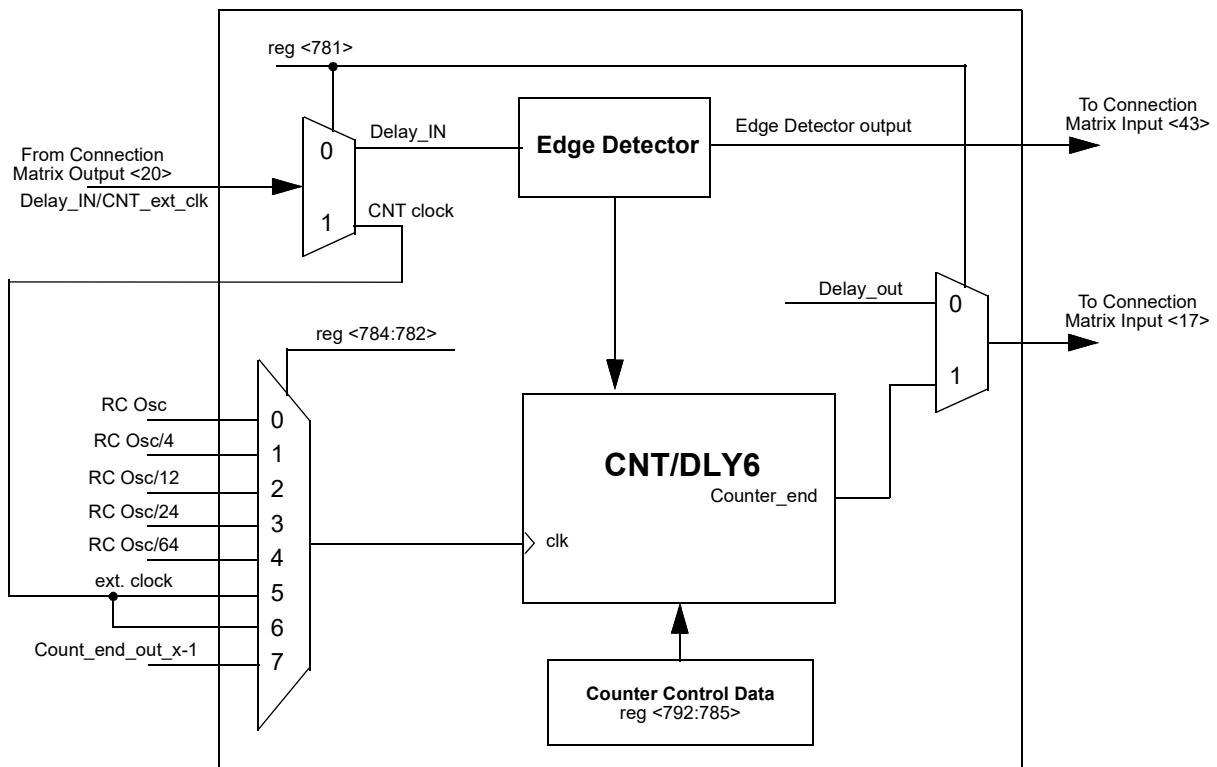 reg <781>
0
1
Delay_IN
CNT clock
Edge Detector
Edge Detector output
To Connection
Matrix Input <43>
From Connection
Matrix Output <20>
Delay_IN/CNT_ext_clk
Delay_out
0
1
To Connection
Matrix Input <17>
reg <784:782>
RC Osc
RC Osc/4
RC Osc/12
RC Osc/24
RC Osc/64
ext. clock
Count_end_out_x-1
0
1
2
3
4
5
6
7
CNT/DLY6
Counter_end
clk
Counter Control Data
reg <792:785>